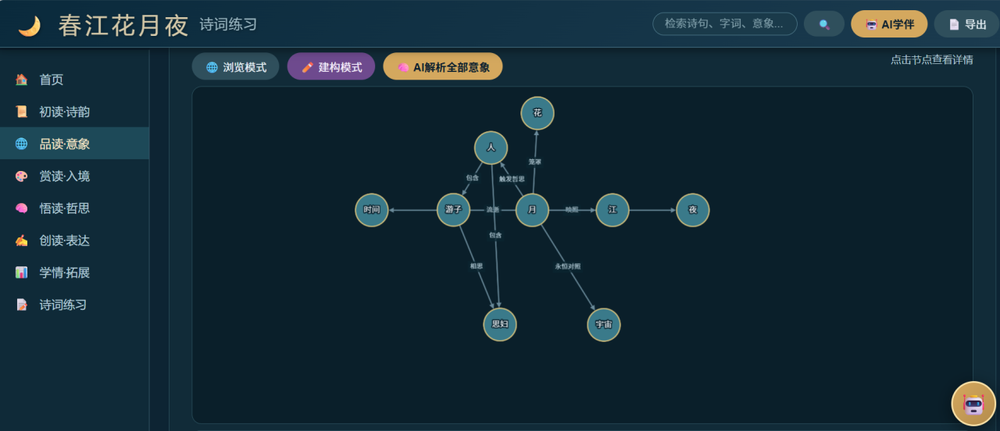 春江花月夜 诗词练习
检索诗句、字词、意象...
AI学伴
导出
首页
初读·诗韵
品读·意象
赏读·入境
悟读·哲思
创读·表达
学情·拓展
诗词练习
浏览模式
建构模式
AI解析全部意象
点击节点查看详情
花
人
笼罩
包含
触发哲思
时间
游子
流逝
月
映照
江
夜
包含
相思
永恒对照
思妇
宇宙